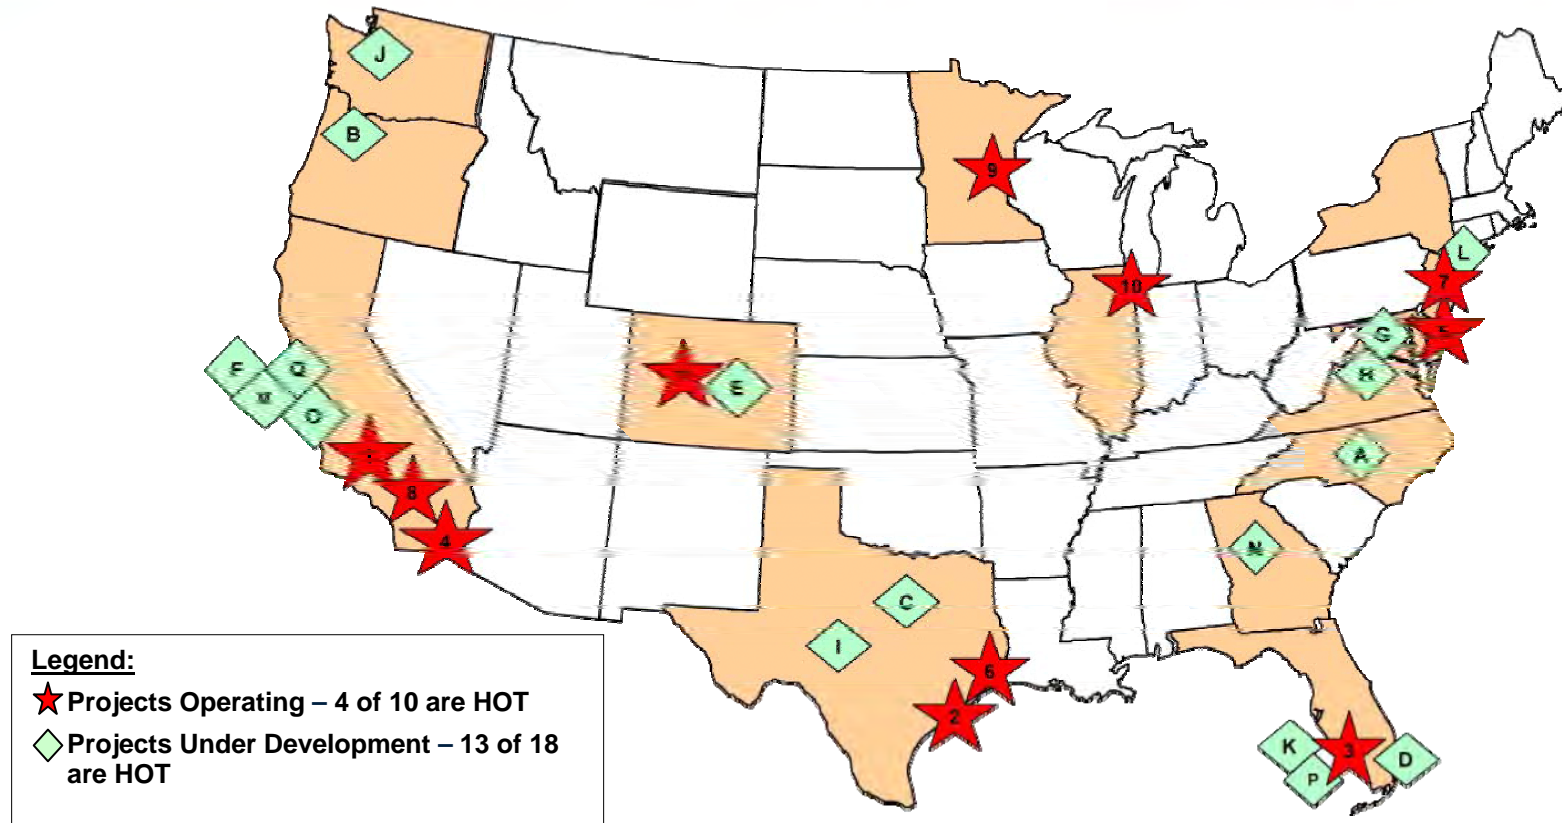 J
B
9
L
7
10
G
F
Q
E
R
M
O
A
8
4
N
C
I
6
2
K
3
D
P
Legend:
Projects Operating – 4 of 10 are HOT
Projects Under Development – 13 of 18
are HOT